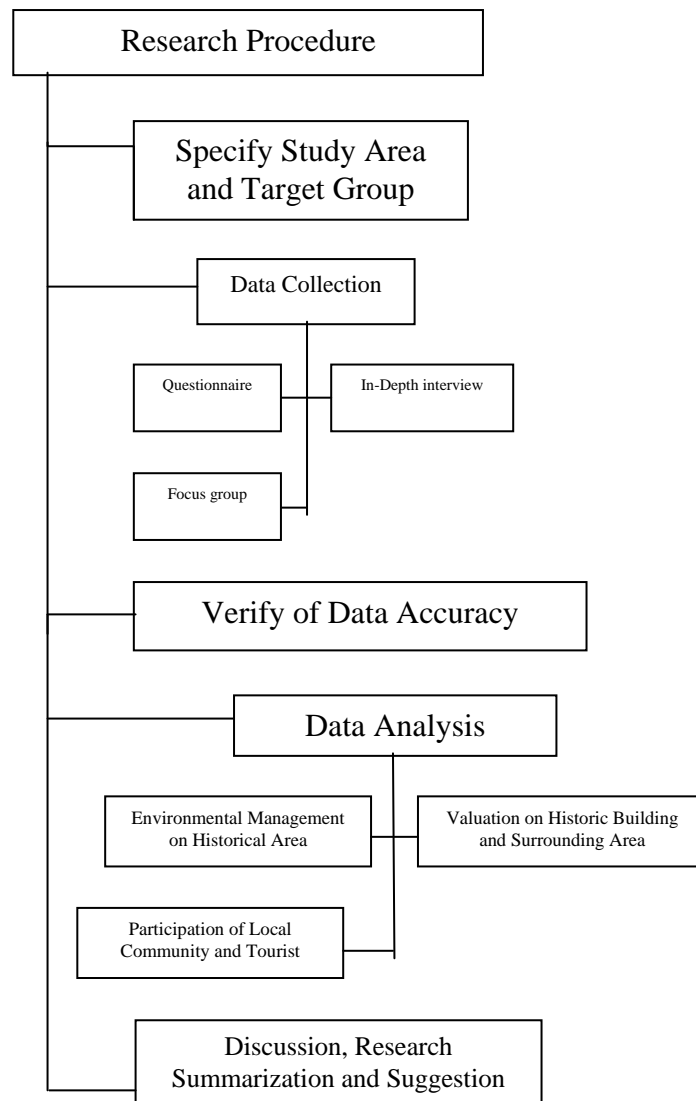 Research Procedure
Specify Study Area
and Target Group
Data Collection
Questionnaire
In-Depth interview
Focus group
Verify of Data Accuracy
Data Analysis
Environmental Management
on Historical Area
Valuation on Historic Building
and Surrounding Area
Participation of Local
Community and Tourist
Discussion, Research
Summarization and Suggestion